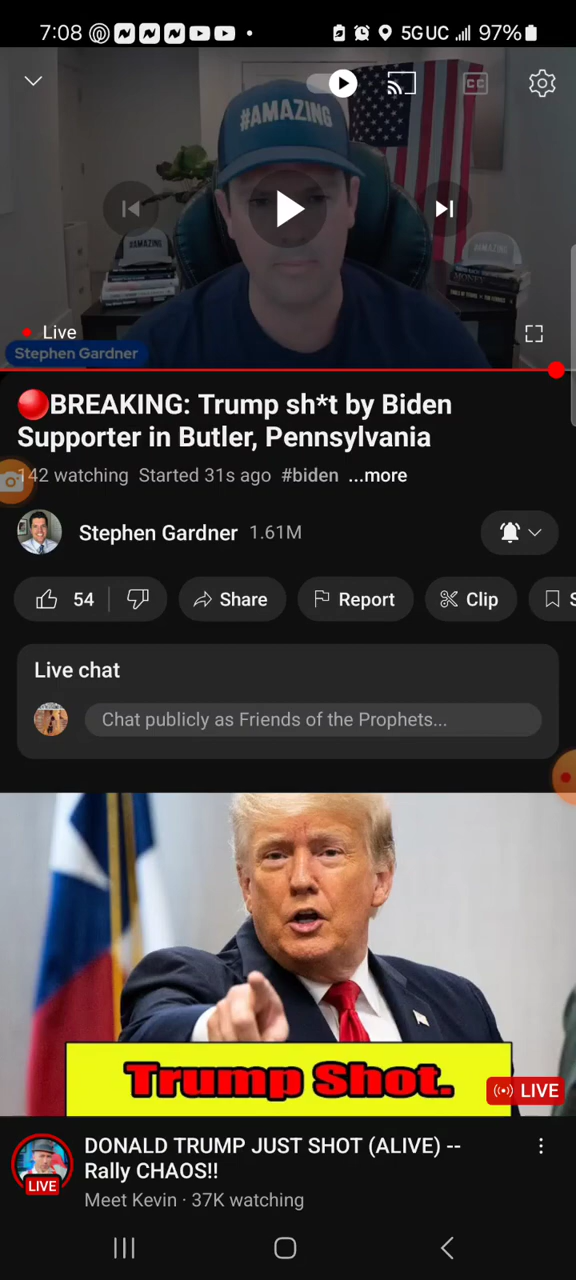 7:08
5G UC
97%
#AMAZING
CC
#AMAZING
MONEY
Live
Stephen Gardner
🔴BREAKING: Trump sh*t by Biden
Supporter in Butler, Pennsylvania
142 watching Started 31s ago #biden ...more
Stephen Gardner 1.61M
54
Share
Report
Clip
S
Live chat
Chat publicly as Friends of the Prophets...
Trump Shot.
LIVE
DONALD TRUMP JUST SHOT (ALIVE) --
Rally CHAOS!!
LIVE
Meet Kevin · 37K watching